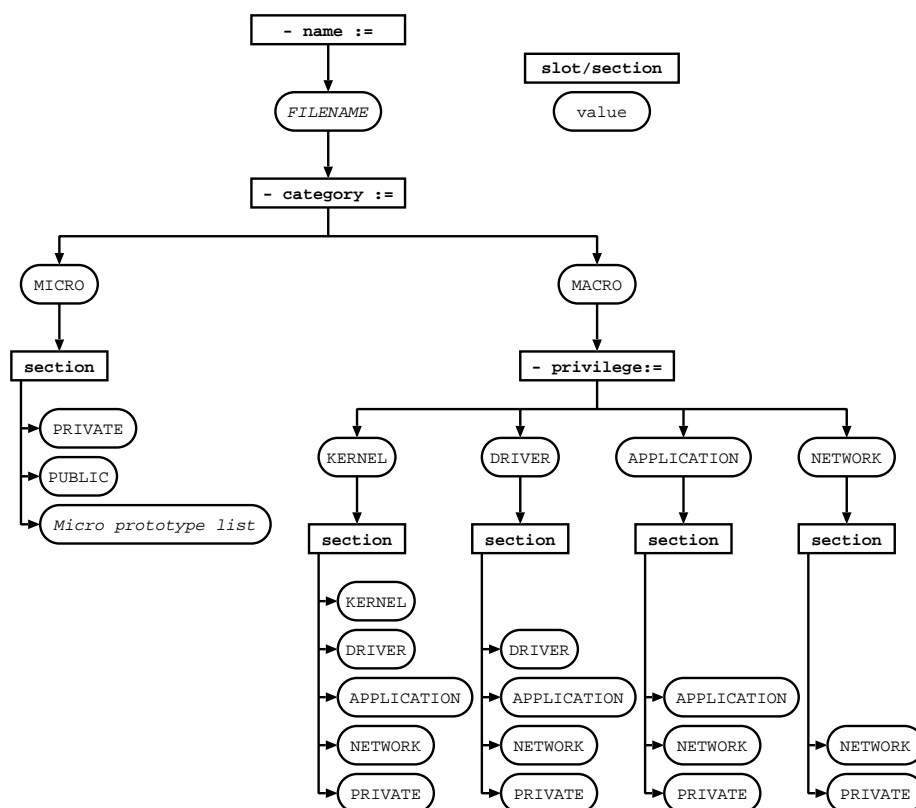 - name :=
slot/section
FILENAME
value
- category :=
MICRO
MACRO
section
- privilege:=
PRIVATE
PUBLIC
Micro prototype list
KERNEL
DRIVER
APPLICATION
NETWORK
section
section
section
section
KERNEL
DRIVER
DRIVER
APPLICATION
APPLICATION
APPLICATION
NETWORK
NETWORK
NETWORK
NETWORK
PRIVATE
PRIVATE
PRIVATE
PRIVATE